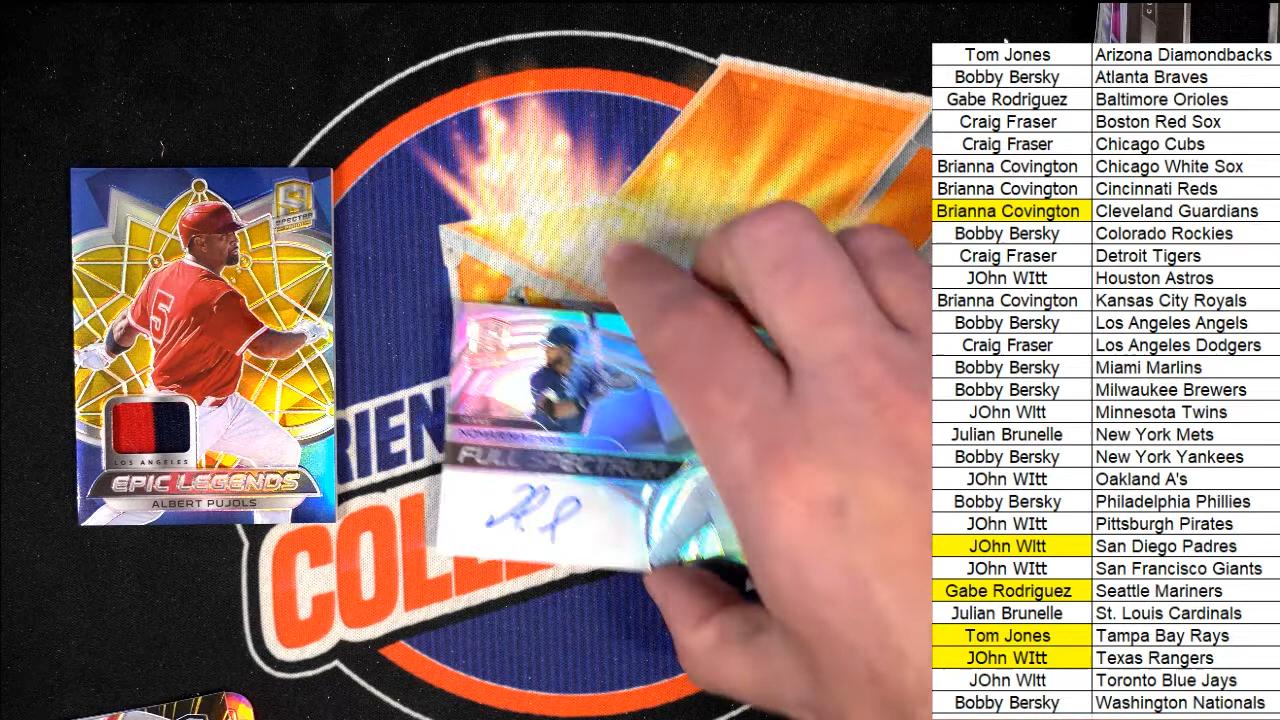 5
SPECTRA
LOS ANGELES
EPIC LEGENDS
ALBERT PUJOLS
RIEN
COLL
FULL SPECTRUM
Tom Jones Arizona Diamondbacks
Bobby Bersky Atlanta Braves
Gabe Rodriguez Baltimore Orioles
Craig Fraser Boston Red Sox
Craig Fraser Chicago Cubs
Brianna Covington Chicago White Sox
Brianna Covington Cincinnati Reds
Brianna Covington Cleveland Guardians
Bobby Bersky Colorado Rockies
Craig Fraser Detroit Tigers
JOhn WItt Houston Astros
Brianna Covington Kansas City Royals
Bobby Bersky Los Angeles Angels
Craig Fraser Los Angeles Dodgers
Bobby Bersky Miami Marlins
Bobby Bersky Milwaukee Brewers
JOhn WItt Minnesota Twins
Julian Brunelle New York Mets
Bobby Bersky New York Yankees
JOhn WItt Oakland A's
Bobby Bersky Philadelphia Phillies
JOhn WItt Pittsburgh Pirates
JOhn WItt San Diego Padres
JOhn WItt San Francisco Giants
Gabe Rodriguez Seattle Mariners
Julian Brunelle St. Louis Cardinals
Tom Jones Tampa Bay Rays
JOhn WItt Texas Rangers
JOhn WItt Toronto Blue Jays
Bobby Bersky Washington Nationals